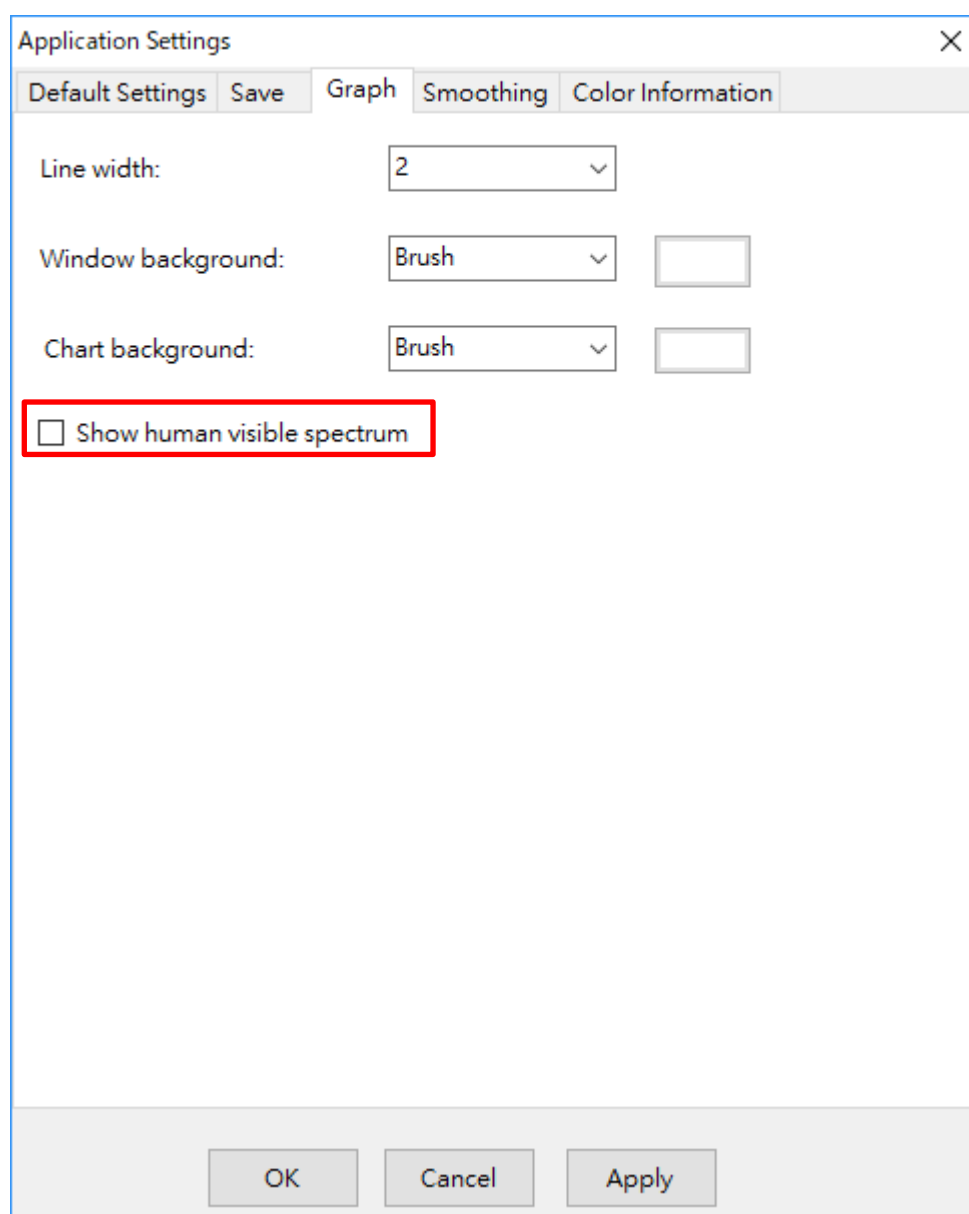 Application Settings
Default Settings Save Graph Smoothing Color Information
Line width: 2
Window background: Brush
Chart background: Brush
Show human visible spectrum
OK Cancel Apply